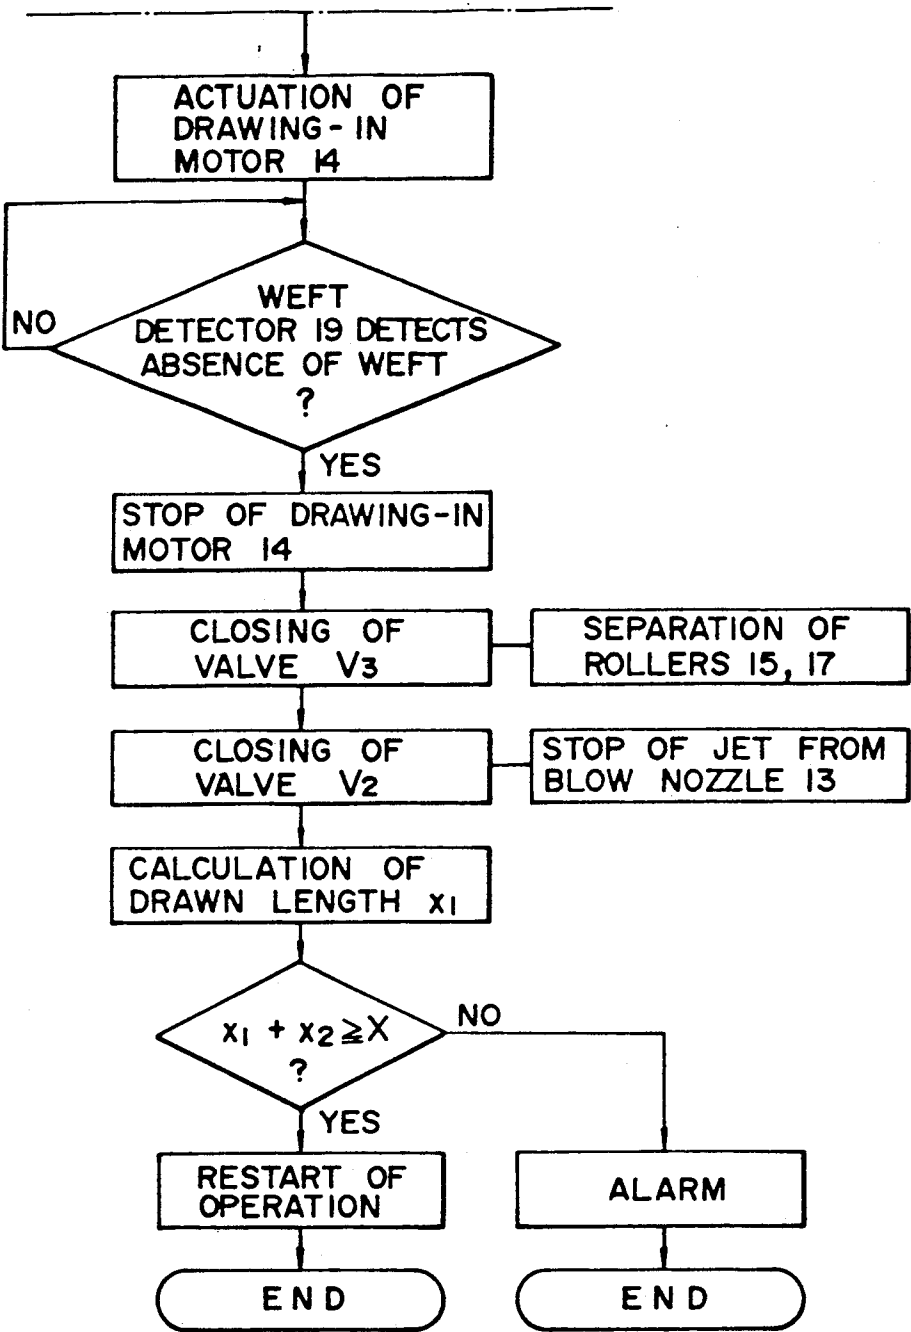 ACTUATION OF
DRAWING-IN
MOTOR 14
NO
WEFT
DETECTOR 19 DETECTS
ABSENCE OF WEFT
?
YES
STOP OF DRAWING-IN
MOTOR 14
CLOSING OF
VALVE V3
SEPARATION OF
ROLLERS 15, 17
CLOSING OF
VALVE V2
STOP OF JET FROM
BLOW NOZZLE 13
CALCULATION OF
DRAWN LENGTH x1
x1 + x2 ≧ X
?
NO
YES
RESTART OF
OPERATION
ALARM
END
END